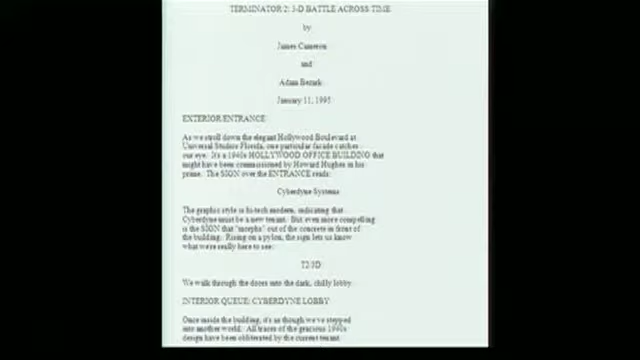 TERMINATOR 2: 3-D BATTLE ACROSS TIME
by
James Cameron
and
Adam Bezark
January 11, 1995
EXTERIOR ENTRANCE
As we stroll down the elegant Hollywood Boulevard at
Universal Studios Florida, one particular facade catches
our eye. It's a 1940s HOLLYWOOD OFFICE BUILDING that
might have been commissioned by Howard Hughes in his
prime. The SIGN over the ENTRANCE reads:
Cyberdyne Systems
The graphic style is hi-tech modern, indicating that
Cyberdyne must be a new tenant. But even more compelling
is the SIGN that "morphs" out of the concrete in front of
the building. Rising on a pylon, the sign lets us know
what we're really here to see:
T2/3D
We walk through the doors into the dark, chilly lobby.
INTERIOR QUEUE: CYBERDYNE LOBBY
Once inside the building, it's as though we've stepped
into another world. All traces of the gracious 1940s
design have been obliterated by the current tenant.